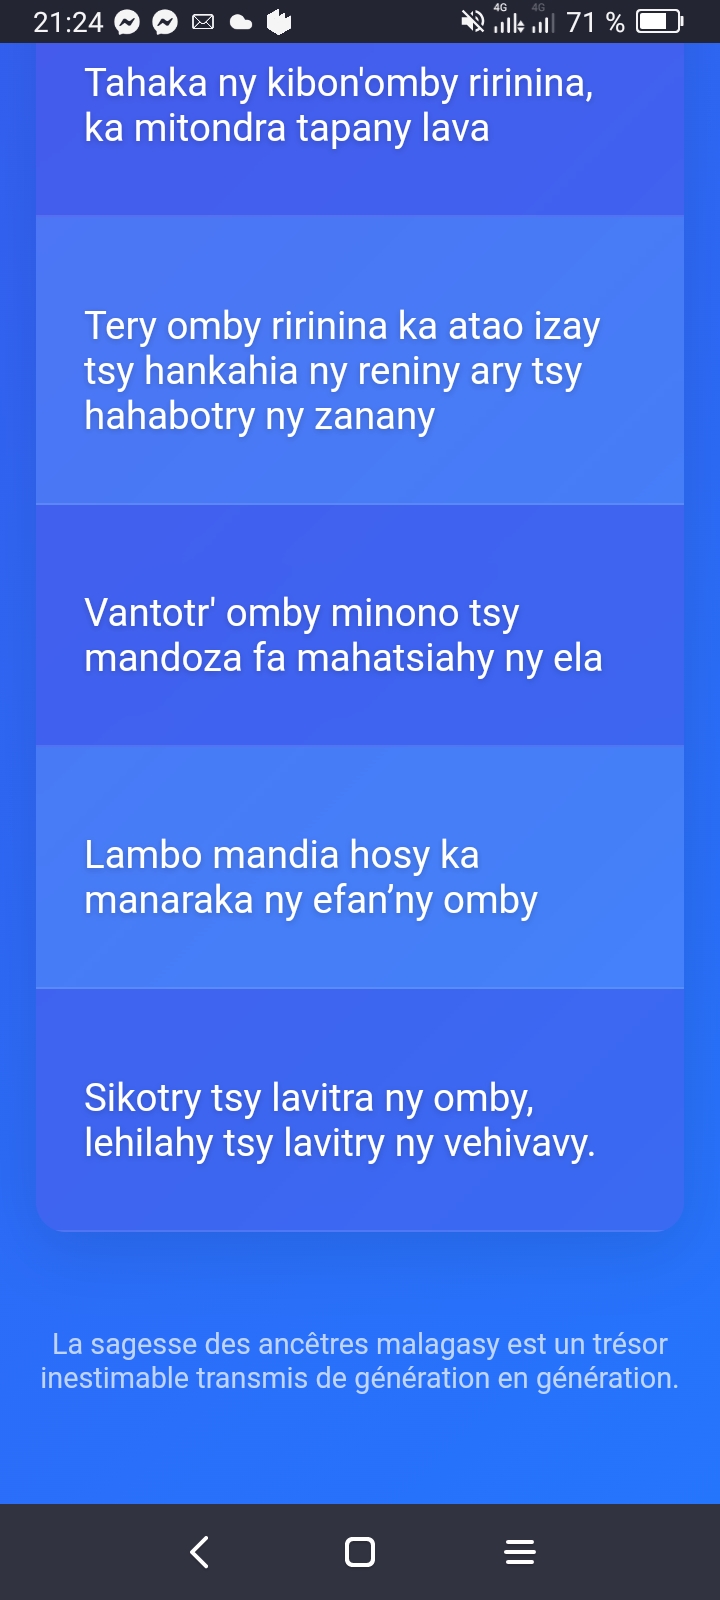 21:24 4G 4G 71 %
Tahaka ny kibon'omby ririnina,
ka mitondra tapany lava
Tery omby ririnina ka atao izay
tsy hankahia ny reniny ary tsy
hahabotry ny zanany
Vantotr' omby minono tsy
mandoza fa mahatsiahy ny ela
Lambo mandia hosy ka
manaraka ny efan’ny omby
Sikotry tsy lavitra ny omby,
lehilahy tsy lavitry ny vehivavy.
La sagesse des ancêtres malagasy est un trésor
inestimable transmis de génération en génération.